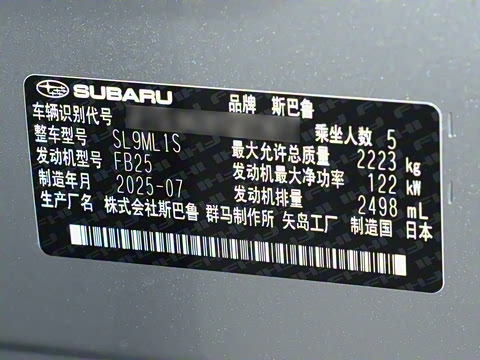 SUBARU 品牌 斯巴鲁
车辆识别代号 乘坐人数 5
整车型号 SL9ML1S 最大允许总质量 2223 kg
发动机型号 FB25 发动机最大净功率 122 kW
制造年月 2025-07 发动机排量 2498 mL
生产厂名 株式会社斯巴鲁 群马制作所 矢岛工厂 制造国 日本